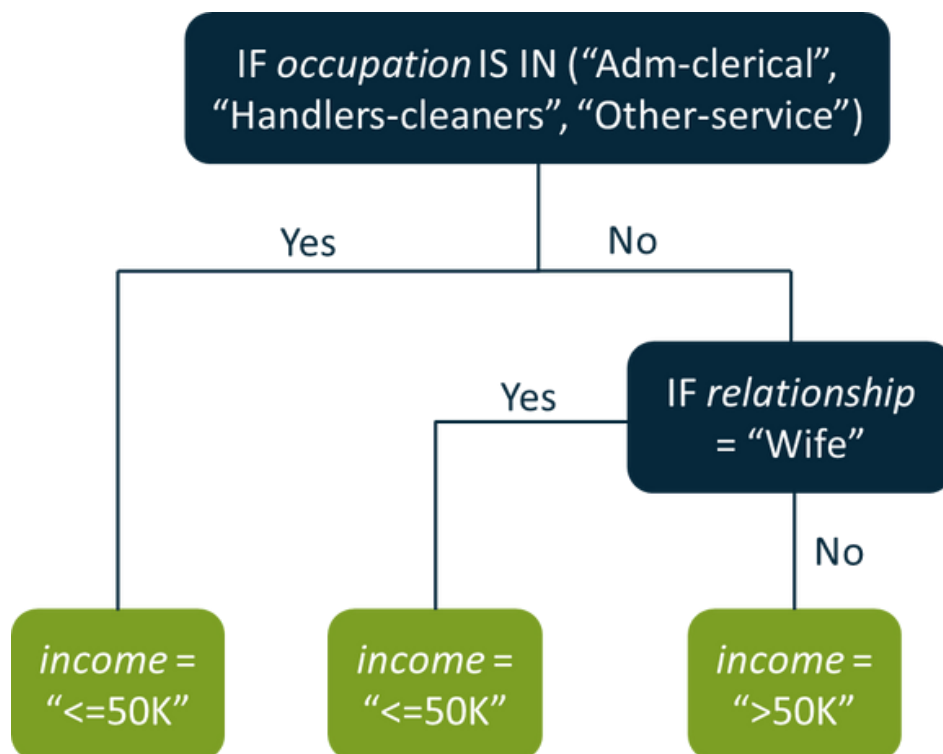 IF occupation IS IN (“Adm-clerical”,
“Handlers-cleaners”, “Other-service”)
Yes
No
IF relationship
= “Wife”
Yes
No
income =
“<=50K”
income =
“<=50K”
income =
“>50K”